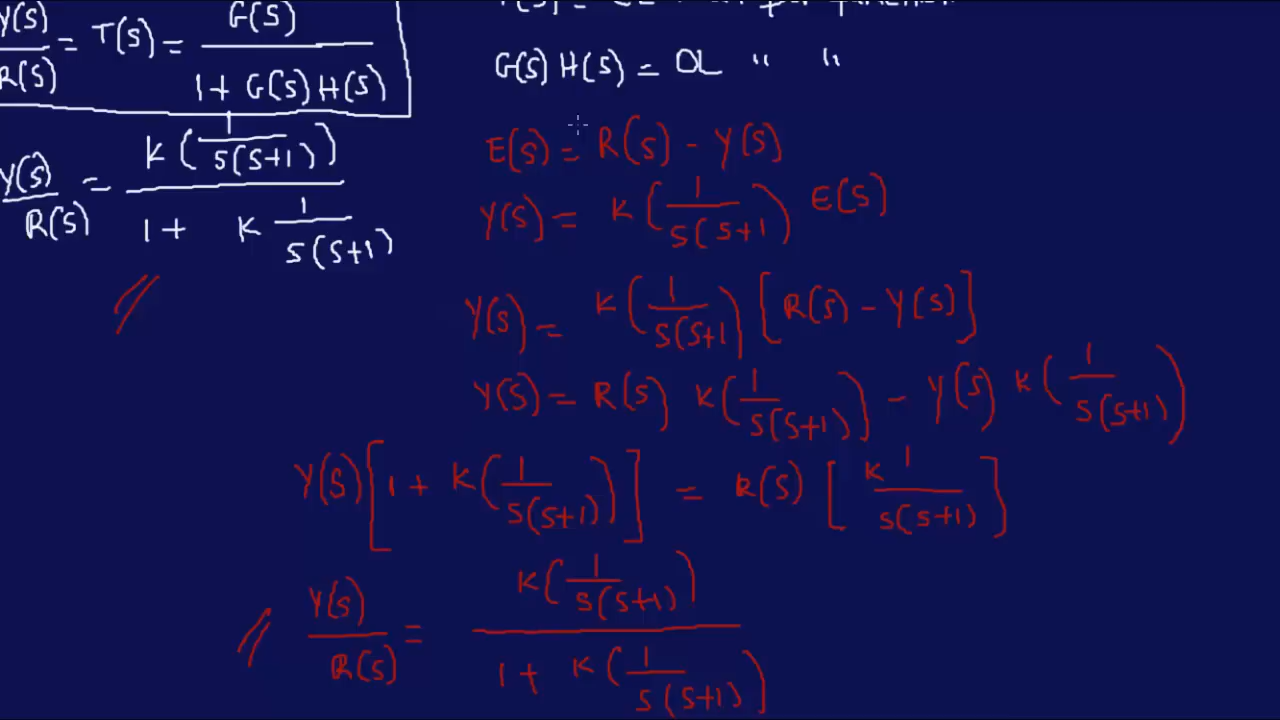 Y(S)/R(S) = T(S) = G(S)/(1 + G(S)H(S))
Y(S)/R(S) = K(1/S(S+1))/(1 + K 1/S(S+1))
G(S) H(S) = OL " "
E(S) = R(S) - Y(S)
Y(S) = K(1/S(S+1)) E(S)
Y(S) = K(1/S(S+1)) [R(S) - Y(S)]
Y(S) = R(S) K(1/S(S+1)) - Y(S) K(1/S(S+1))
Y(S)[1 + K(1/S(S+1))] = R(S) [K 1/S(S+1)]
// Y(S)/R(S) = K(1/S(S+1))/(1 + K(1/S(S+1)))